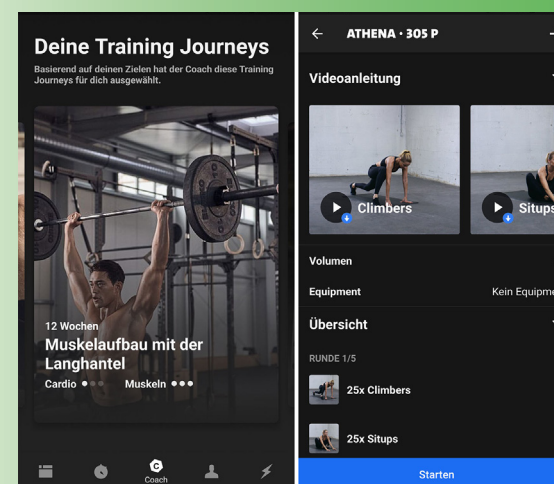 Deine Training Journeys
Basierend auf deinen Zielen hat der Coach diese Training
Journeys für dich ausgewählt.
12 Wochen
Muskelaufbau mit der
Langhantel
Cardio
Muskeln
C
Coach
ATHENA · 305 P
Videoanleitung
Climbers
Situps
Volumen
Equipment
Kein Equipme
Übersicht
RUNDE 1/5
25x Climbers
25x Situps
Starten